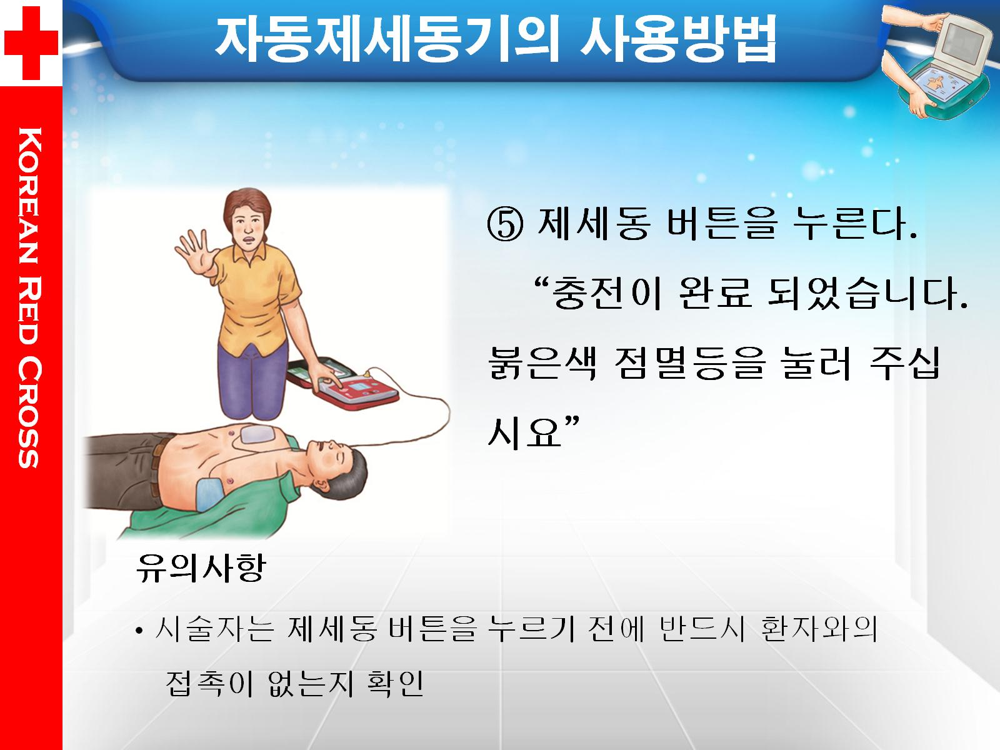 자동제세동기의 사용방법
KOREAN RED CROSS
⑤ 제세동 버튼을 누른다.
“충전이 완료 되었습니다.
붉은색 점멸등을 눌러 주십
시요”
유의사항
• 시술자는 제세동 버튼을 누르기 전에 반드시 환자와의
접촉이 없는지 확인